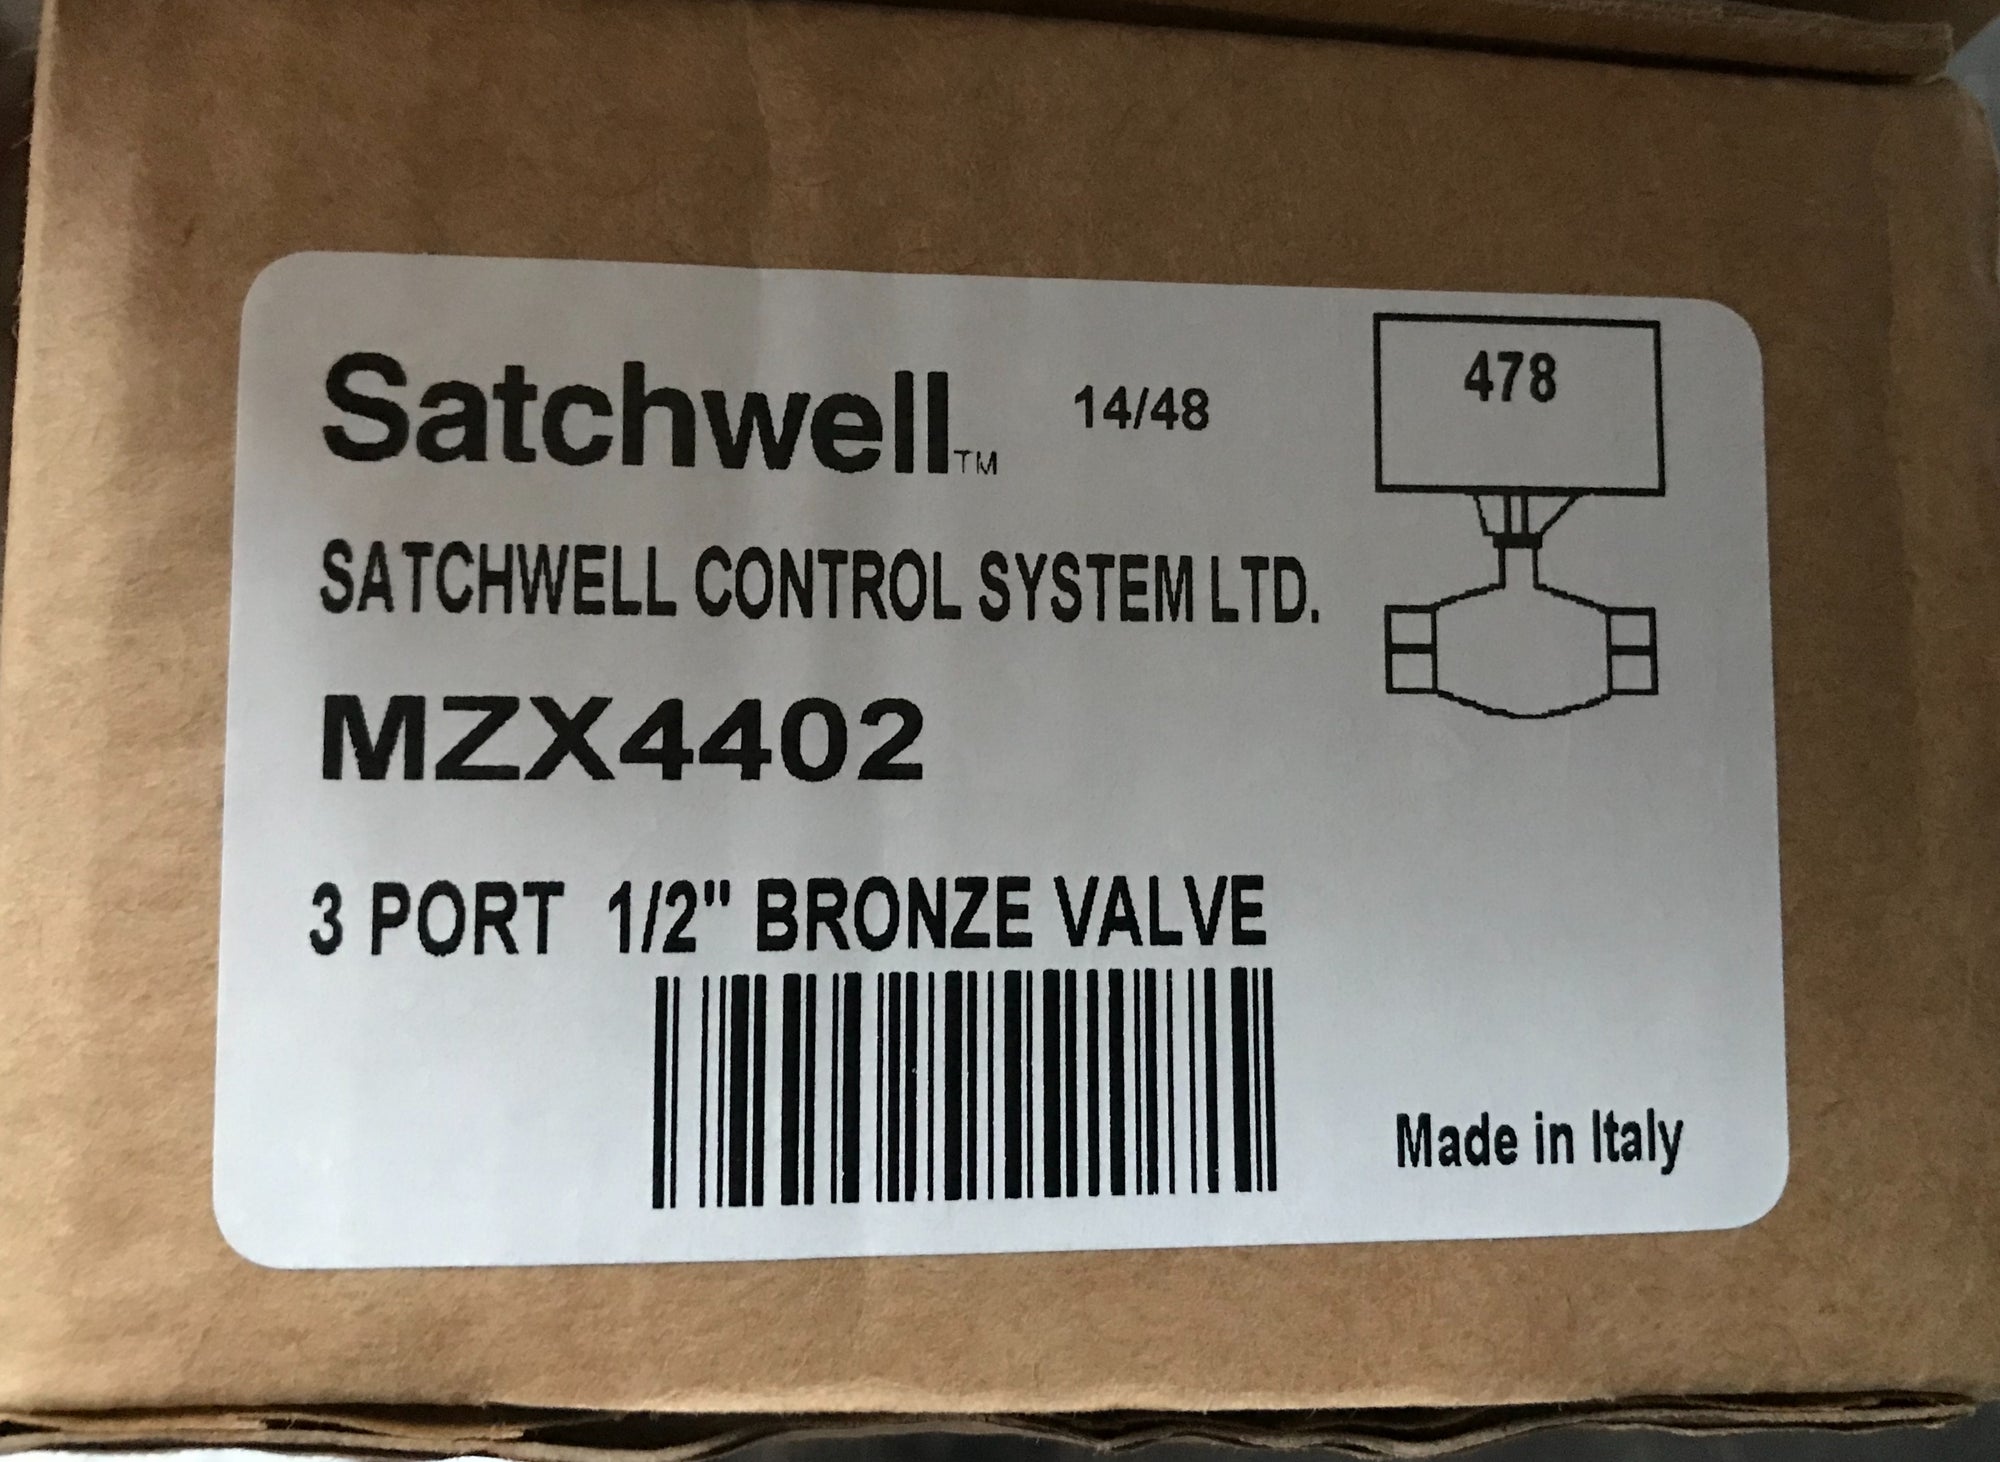 Satchwell™ 14/48
478
SATCHWELL CONTROL SYSTEM LTD.
MZX4402
3 PORT 1/2" BRONZE VALVE
Made in Italy